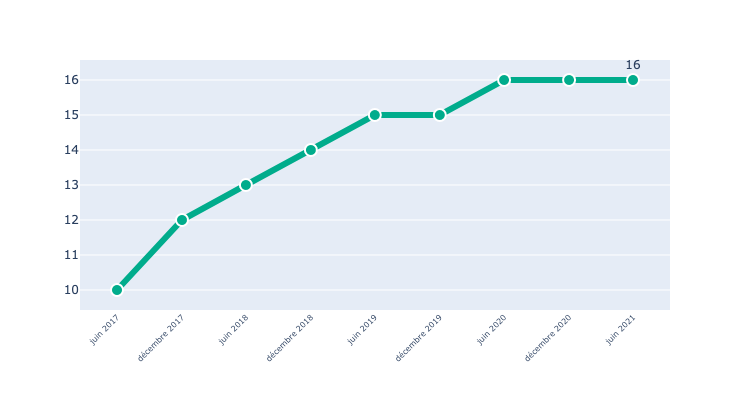 16
16
15
14
13
12
11
10
juin 2017
décembre 2017
juin 2018
décembre 2018
juin 2019
décembre 2019
juin 2020
décembre 2020
juin 2021